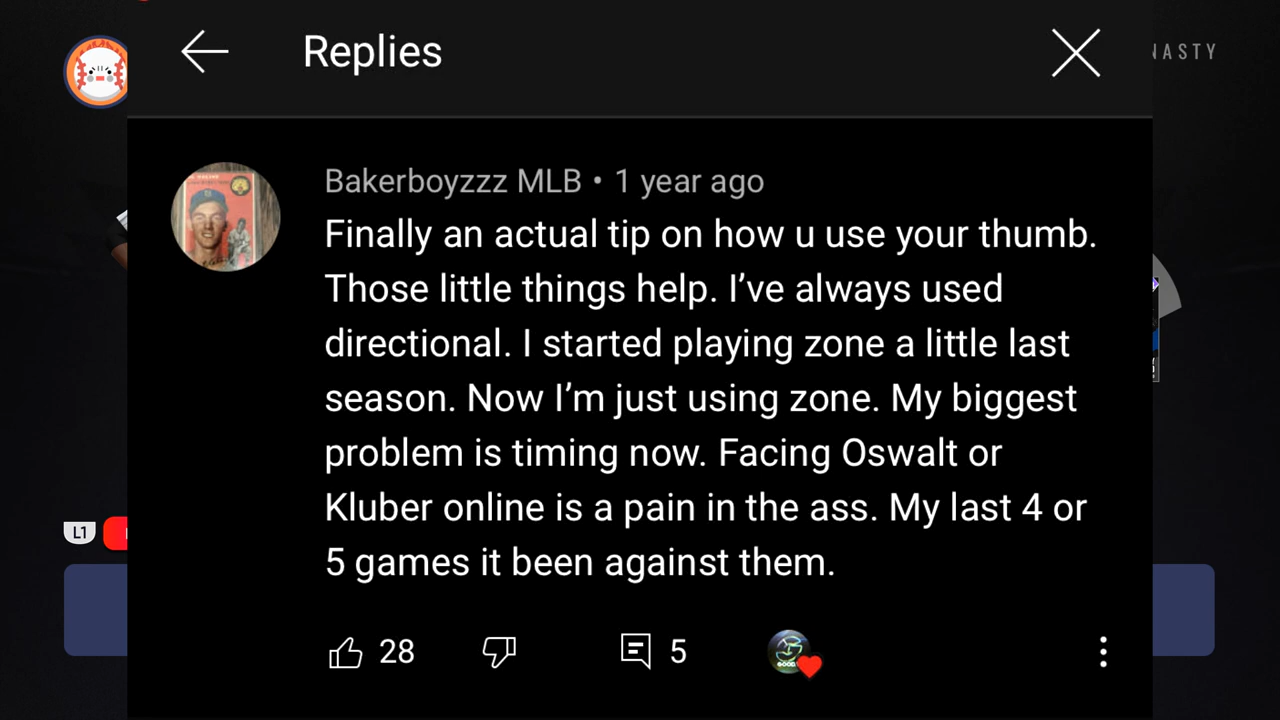 Replies
NASTY
Bakerboyzzz MLB • 1 year ago
Finally an actual tip on how u use your thumb.
Those little things help. I’ve always used
directional. I started playing zone a little last
season. Now I’m just using zone. My biggest
problem is timing now. Facing Oswalt or
Kluber online is a pain in the ass. My last 4 or
5 games it been against them.
L1
28
5